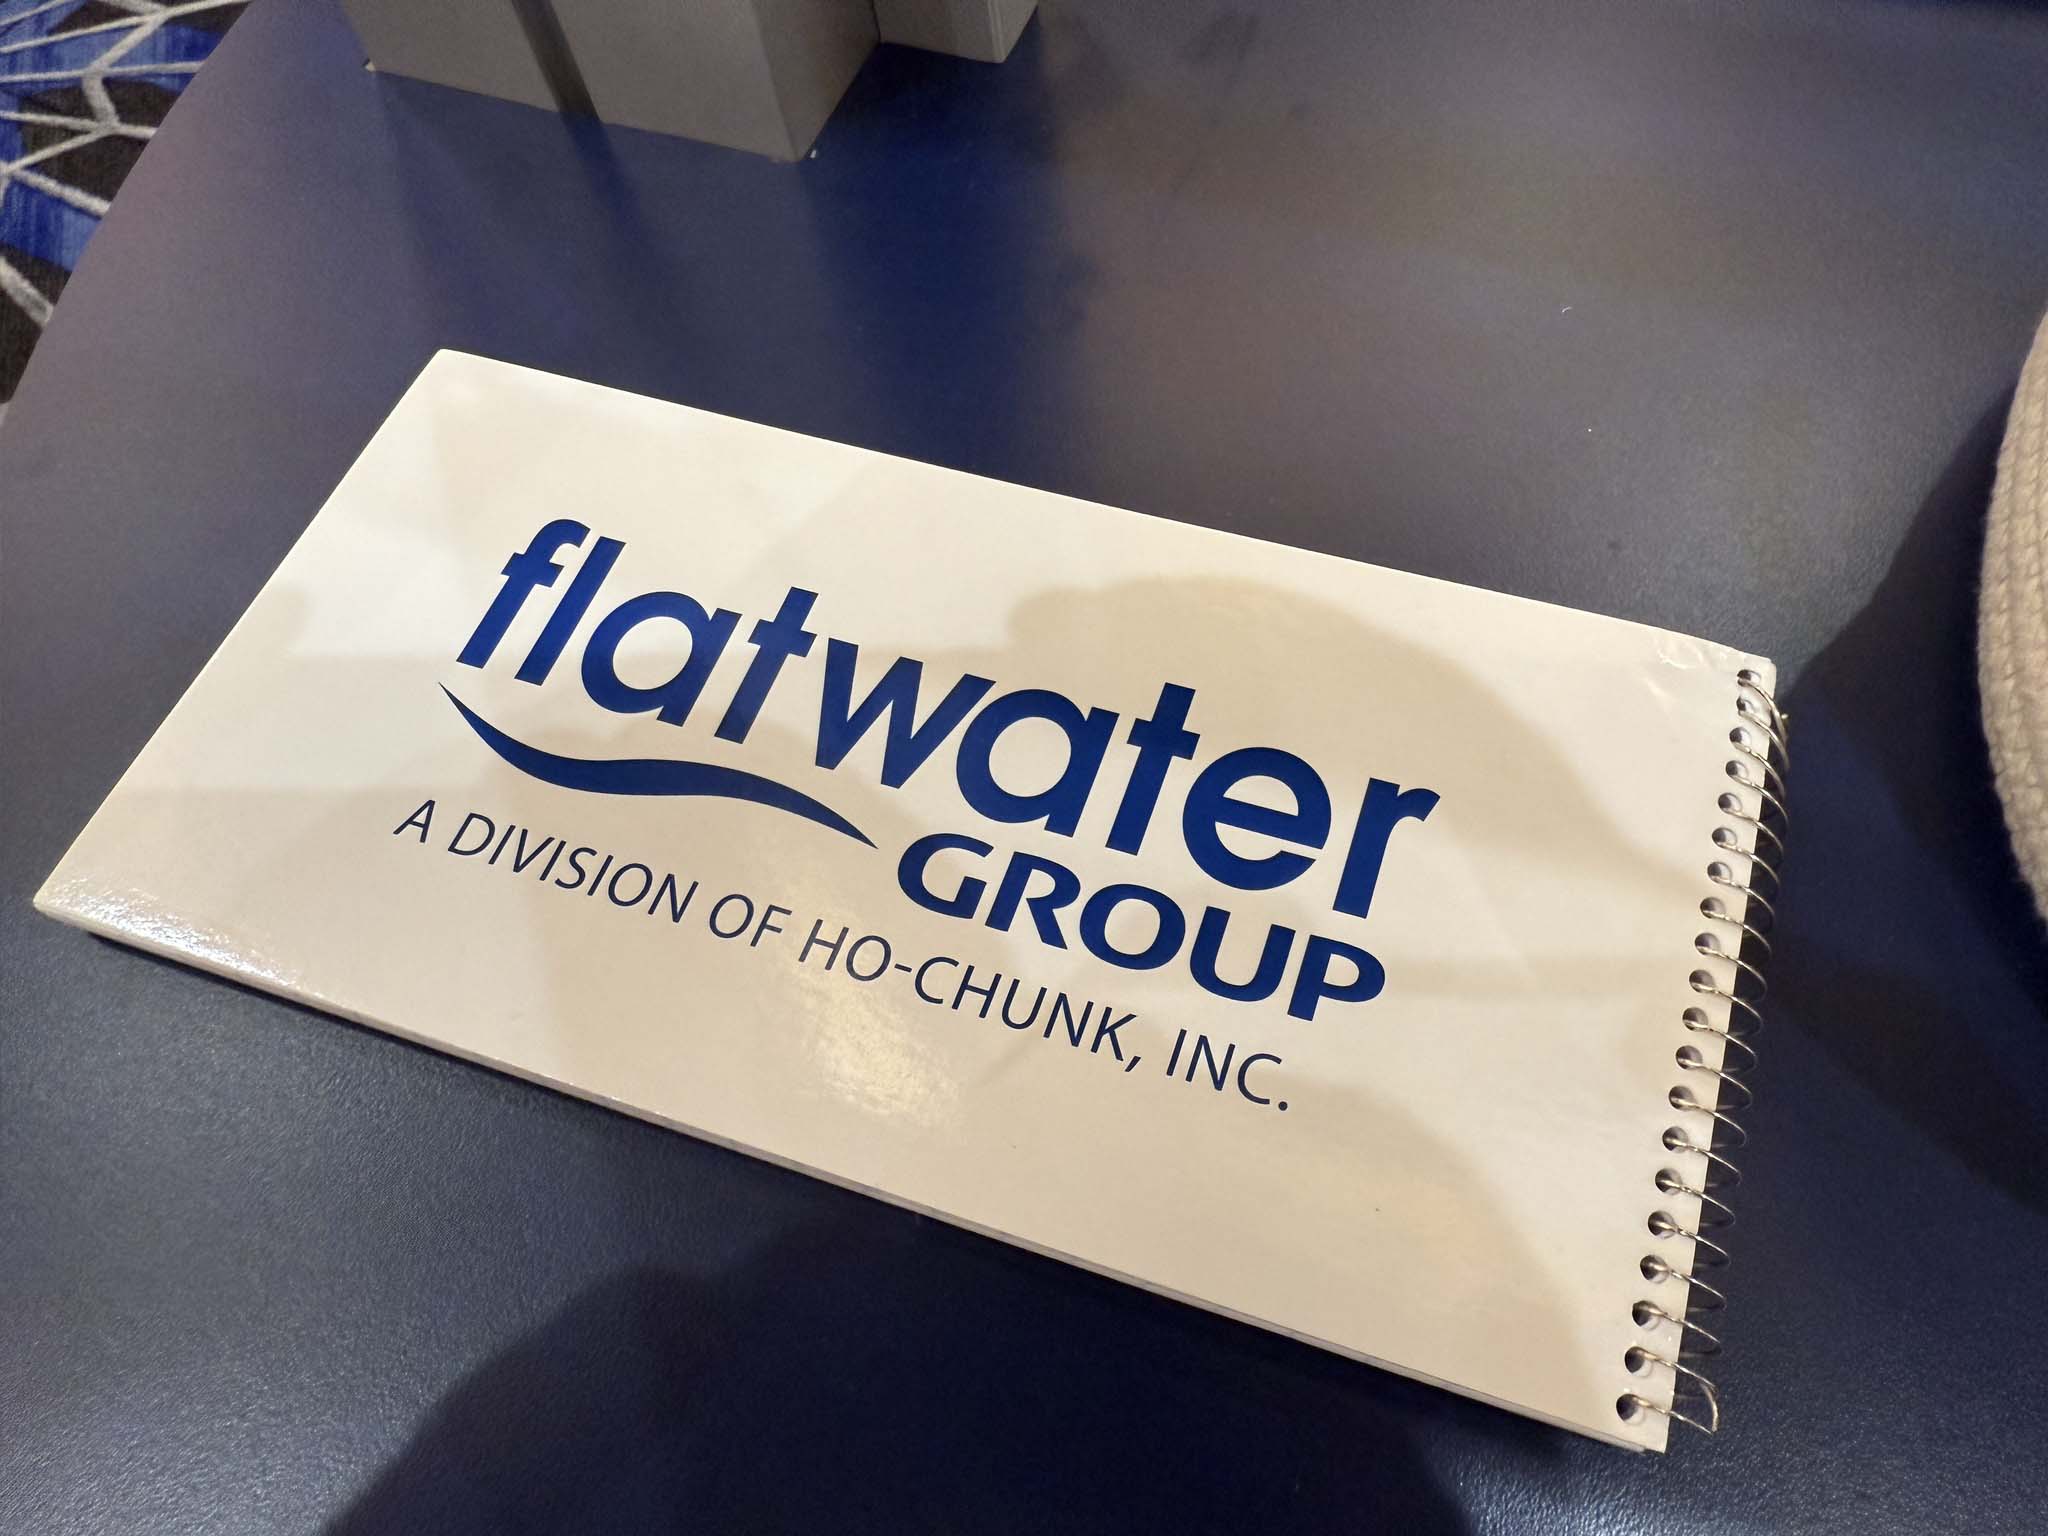 flatwater
GROUP
A DIVISION OF HO-CHUNK, INC.